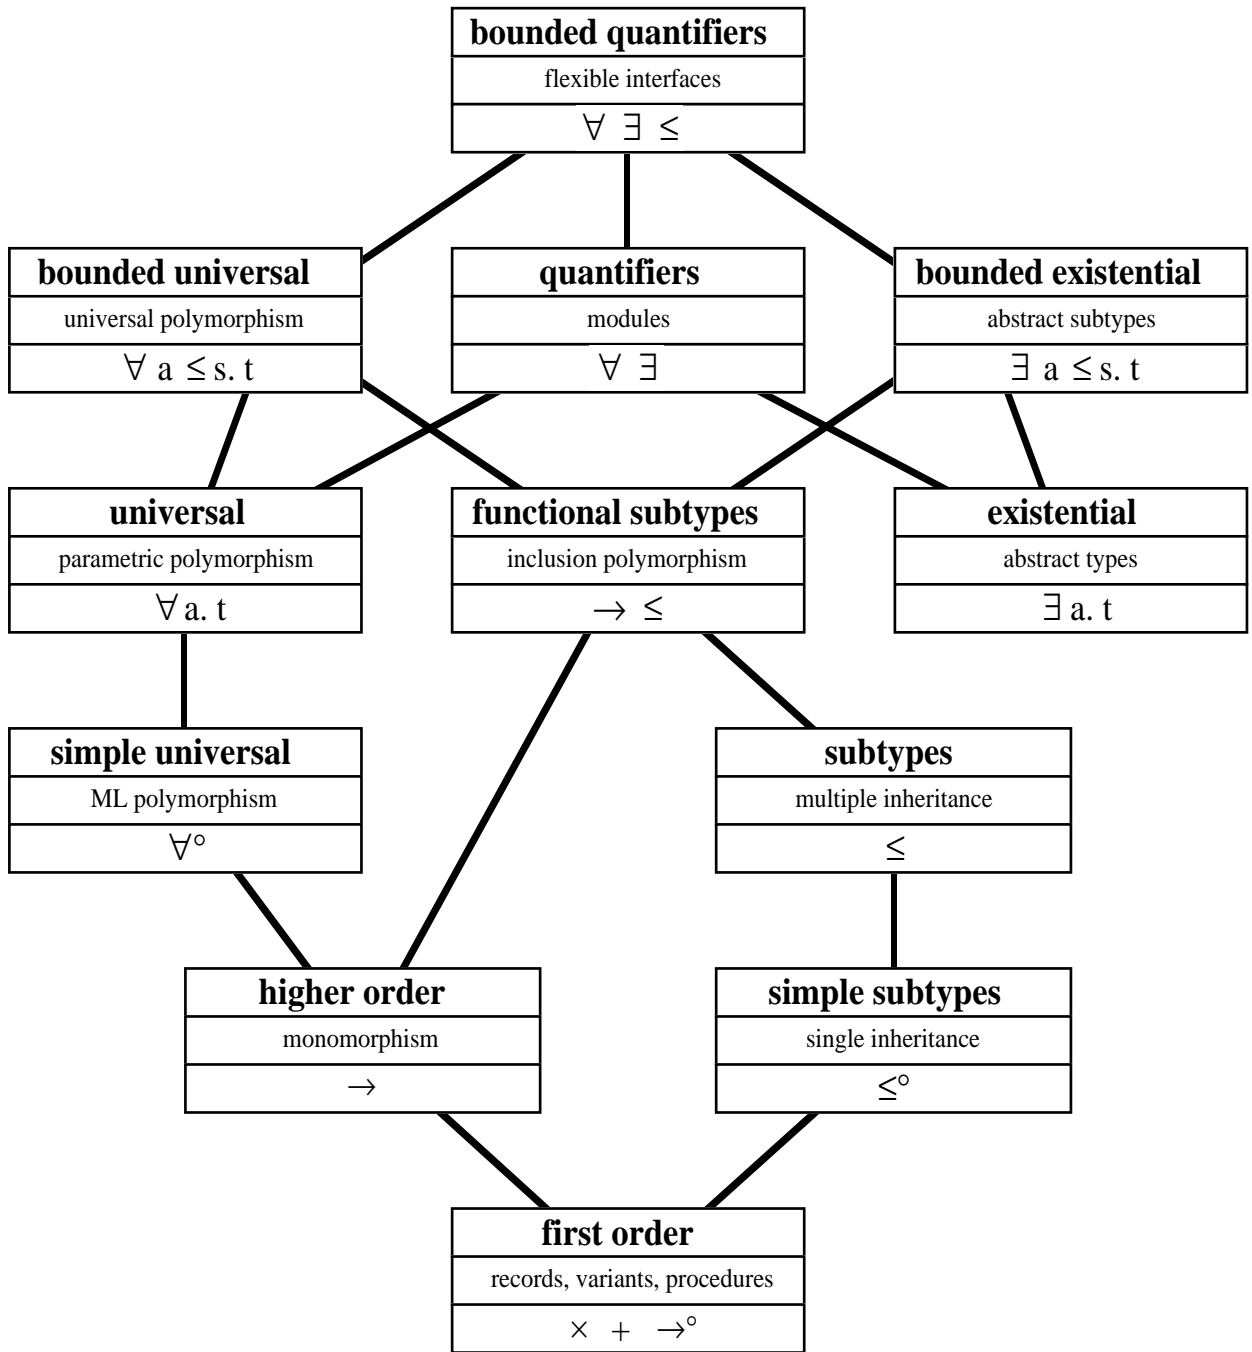 bounded quantifiers
flexible interfaces
∀ ∃ ≤
bounded universal
universal polymorphism
∀ a ≤ s. t
quantifiers
modules
∀ ∃
bounded existential
abstract subtypes
∃ a ≤ s. t
universal
parametric polymorphism
∀ a. t
functional subtypes
inclusion polymorphism
→ ≤
existential
abstract types
∃ a. t
simple universal
ML polymorphism
∀°
subtypes
multiple inheritance
≤
higher order
monomorphism
→
simple subtypes
single inheritance
≤°
first order
records, variants, procedures
× + →°